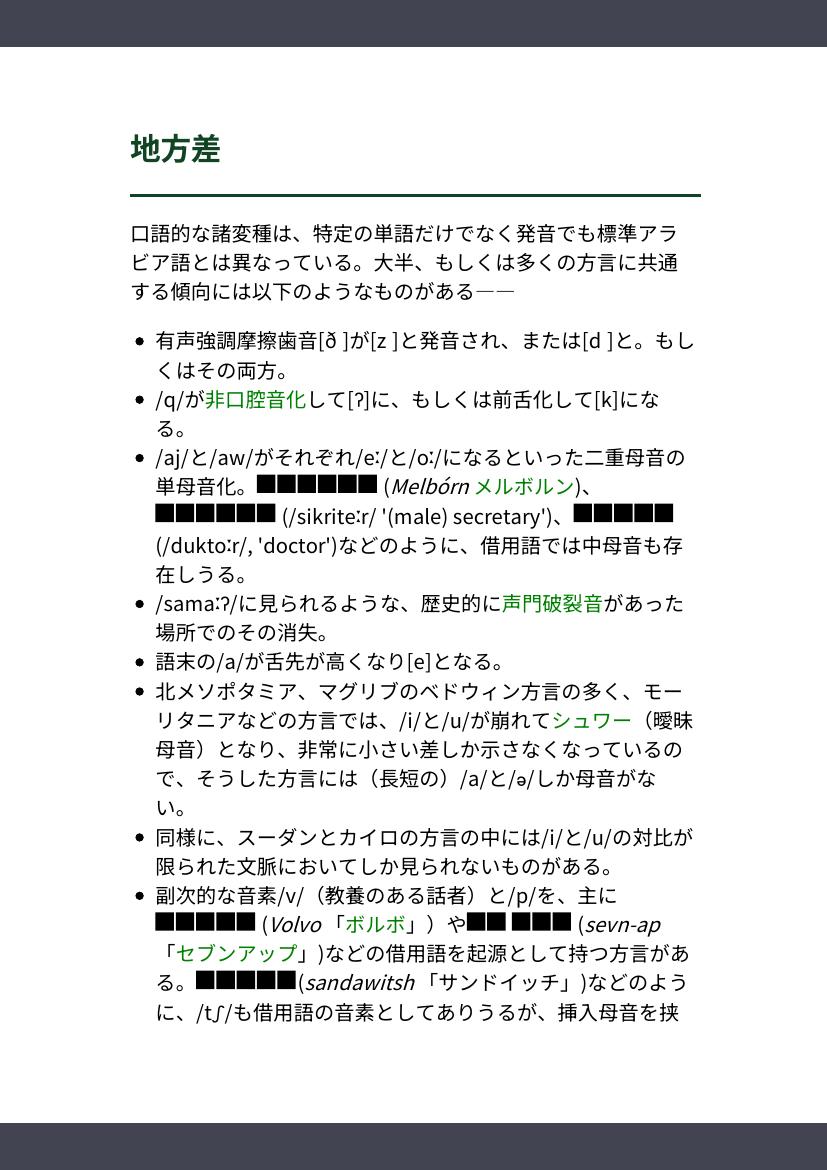 地方差
口語的な諸変種は、特定の単語だけでなく発音でも標準アラ
ビア語とは異なっている。大半、もしくは多くの方言に共通
する傾向には以下のようなものがある――
• 有声強調摩擦歯音[ð ]が[z ]と発音され、または[d ]と。もし
くはその両方。
• /q/が非口腔音化して[ʔ]に、もしくは前舌化して[k]にな
る。
• /aj/と/aw/がそれぞれ/eː/と/oː/になるといった二重母音の
単母音化。■■■■■■ (Melbórn メルボルン)、
■■■■■■ (/sikriteːr/ '(male) secretary')、■■■■■
(/duktoːr/, 'doctor')などのように、借用語では中母音も存
在しうる。
• /samaːʔ/に見られるような、歴史的に声門破裂音があった
場所でのその消失。
• 語末の/a/が舌先が高くなり[e]となる。
• 北メソポタミア、マグリブのベドウィン方言の多く、モー
リタニアなどの方言では、/i/と/u/が崩れてシュワー（曖昧
母音）となり、非常に小さい差しか示さなくなっているの
で、そうした方言には（長短の）/a/と/ə/しか母音がな
い。
• 同様に、スーダンとカイロの方言の中には/i/と/u/の対比が
限られた文脈においてしか見られないものがある。
• 副次的な音素/v/（教養のある話者）と/p/を、主に
■■■■■ (Volvo 「ボルボ」）や■■ ■■■ (sevn-ap
「セブンアップ」)などの借用語を起源として持つ方言があ
る。■■■■■(sandawitsh 「サンドイッチ」)などのよう
に、/tʃ/も借用語の音素としてありうるが、挿入母音を挟